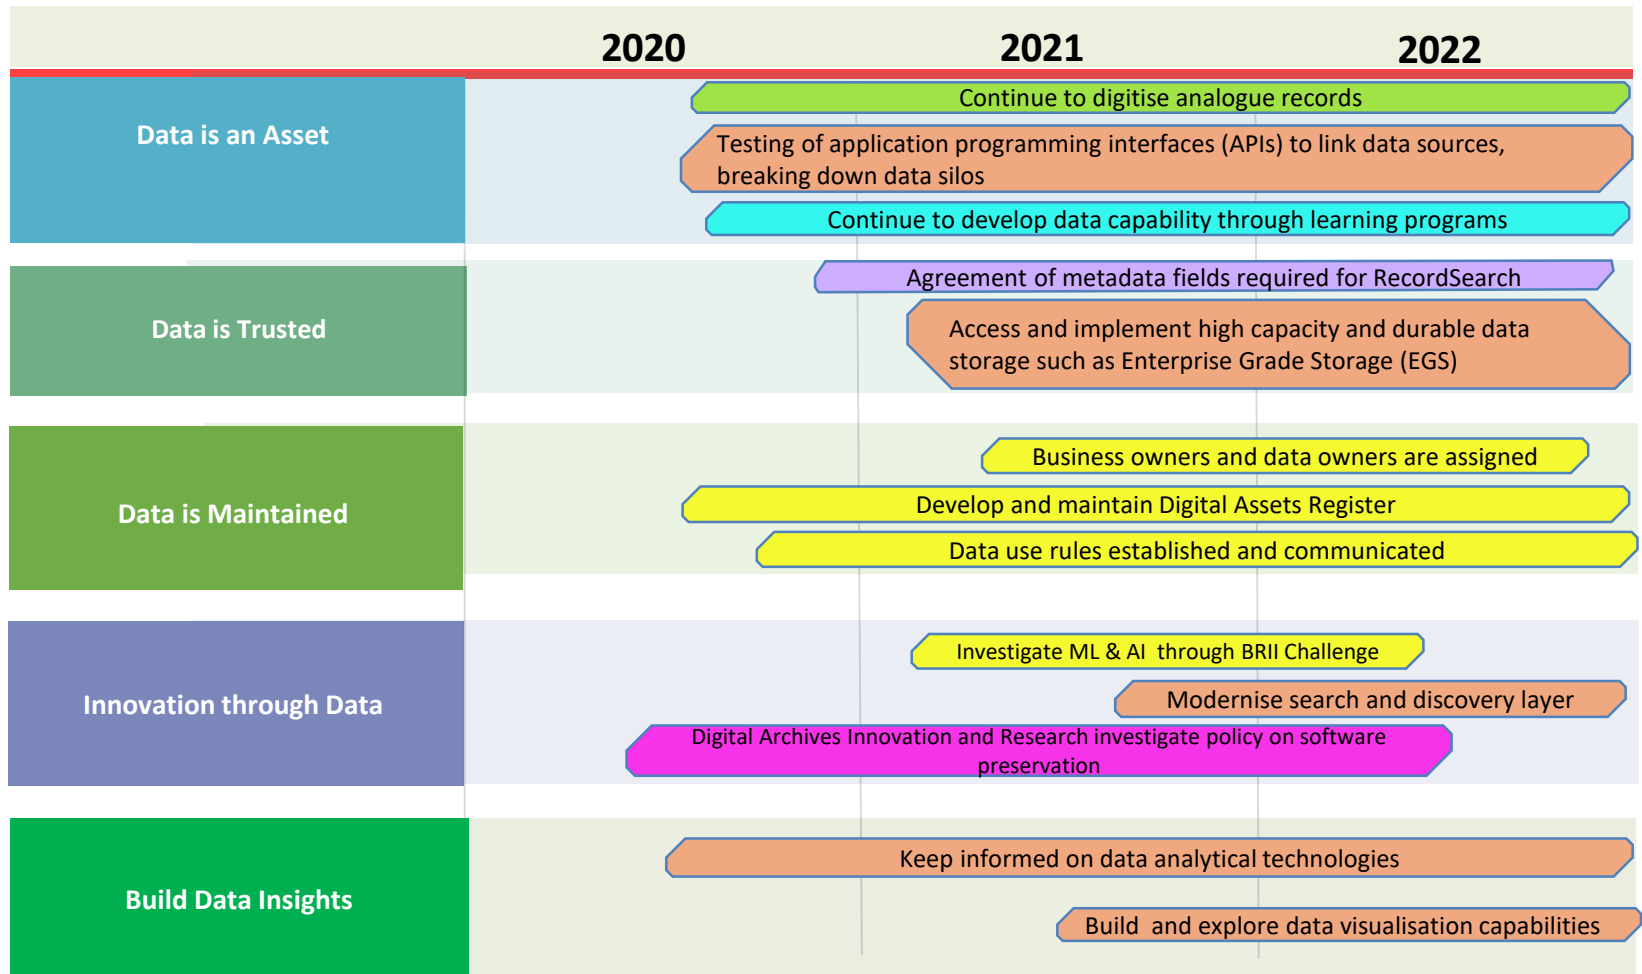 2020 2021 2022
Data is an Asset
Continue to digitise analogue records
Testing of application programming interfaces (APIs) to link data sources,
breaking down data silos
Continue to develop data capability through learning programs
Data is Trusted
Agreement of metadata fields required for RecordSearch
Access and implement high capacity and durable data
storage such as Enterprise Grade Storage (EGS)
Data is Maintained
Business owners and data owners are assigned
Develop and maintain Digital Assets Register
Data use rules established and communicated
Innovation through Data
Investigate ML & AI through BRII Challenge
Modernise search and discovery layer
Digital Archives Innovation and Research investigate policy on software
preservation
Build Data Insights
Keep informed on data analytical technologies
Build and explore data visualisation capabilities